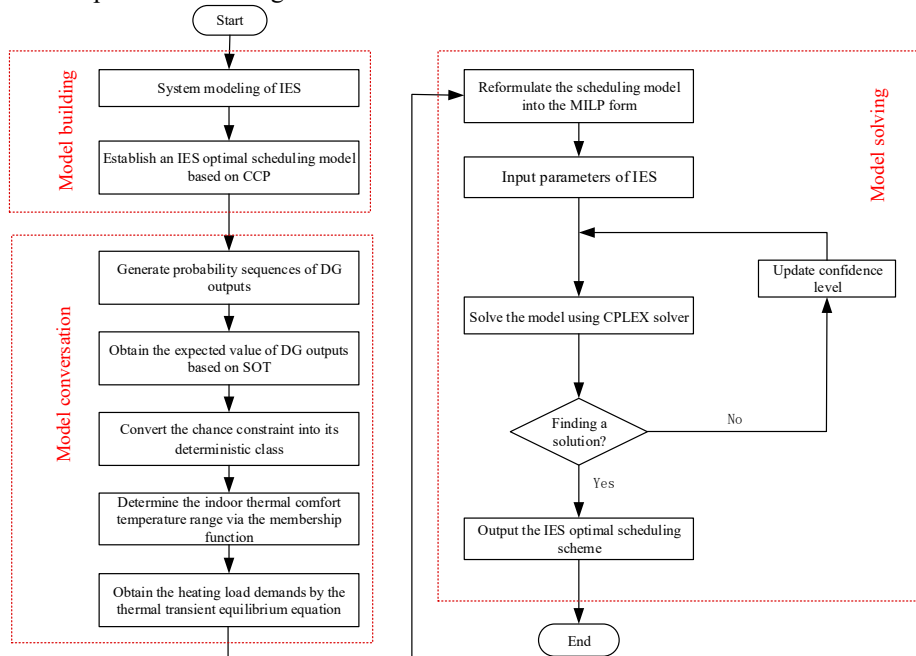 Start
Model building
System modeling of IES
Establish an IES optimal scheduling model
based on CCP
Model conversation
Generate probability sequences of DG
outputs
Obtain the expected value of DG outputs
based on SOT
Convert the chance constraint into its
deterministic class
Determine the indoor thermal comfort
temperature range via the membership
function
Obtain the heating load demands by the
thermal transient equilibrium equation
Model solving
Reformulate the scheduling model
into the MILP form
Input parameters of IES
Update confidence
level
Solve the model using CPLEX solver
Finding a
solution?
No
Yes
Output the IES optimal scheduling
scheme
End